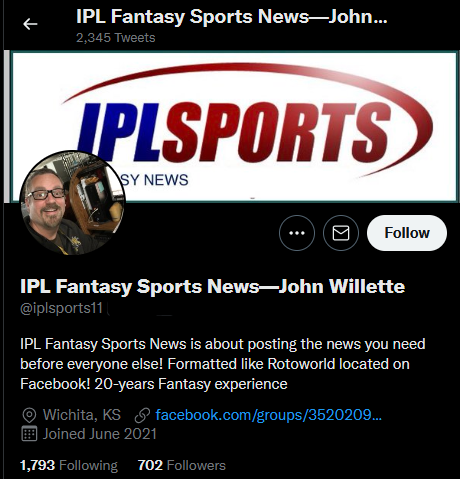 IPL Fantasy Sports News—John...
2,345 Tweets
IPLSPORTS
SY NEWS
Follow
IPL Fantasy Sports News—John Willette
@iplsports11
IPL Fantasy Sports News is about posting the news you need
before everyone else! Formatted like Rotoworld located on
Facebook! 20-years Fantasy experience
Wichita, KS facebook.com/groups/3520209...
Joined June 2021
1,793 Following 702 Followers